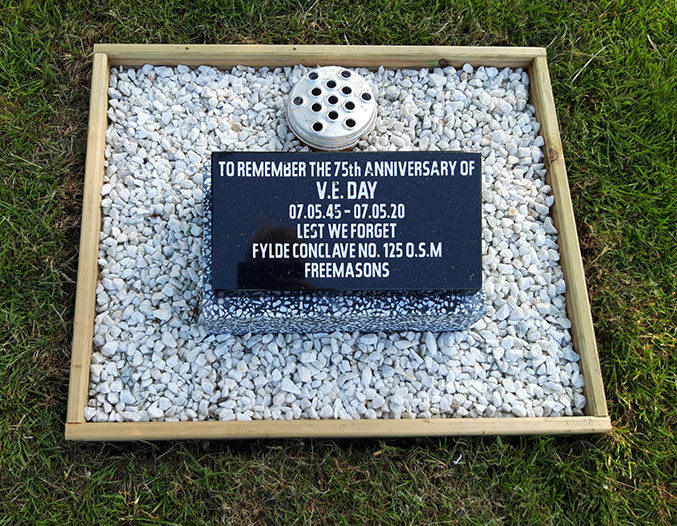 TO REMEMBER THE 75th ANNIVERSARY OF
V.E. DAY
07.05.45 - 07.05.20
LEST WE FORGET
FYLDE CONCLAVE NO. 125 O.S.M
FREEMASONS